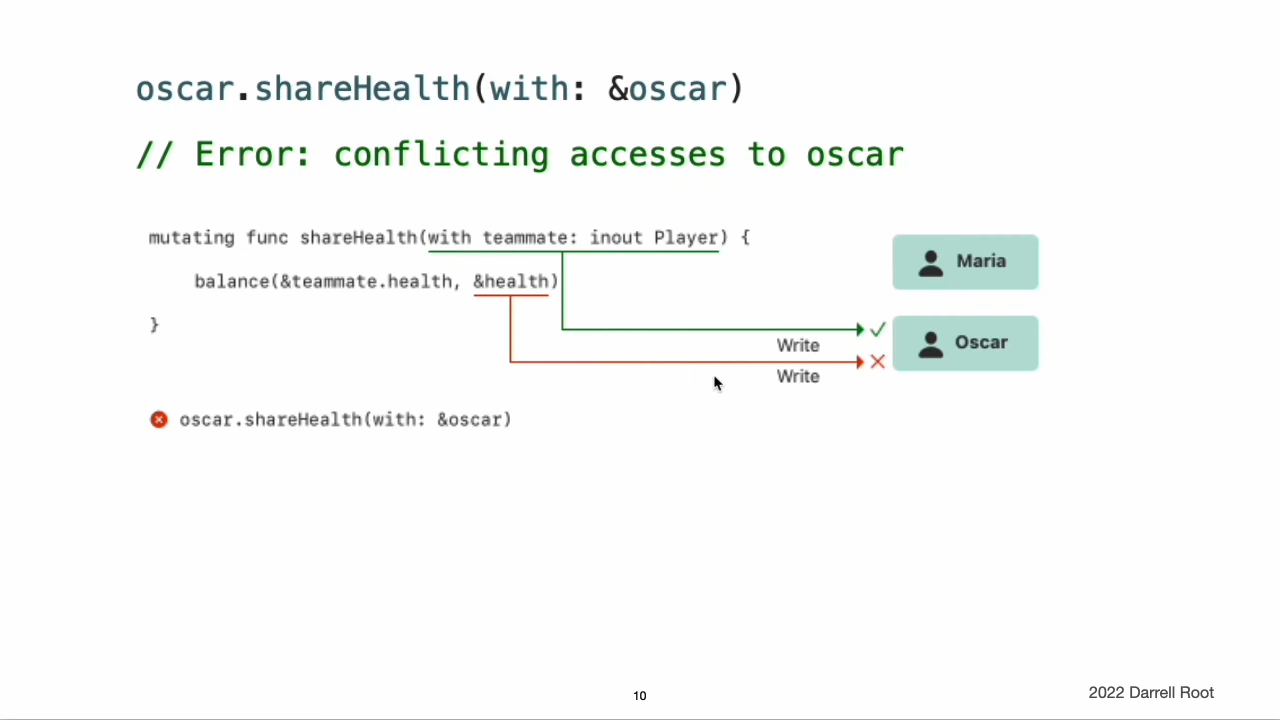 oscar.shareHealth(with: &oscar)
// Error: conflicting accesses to oscar
mutating func shareHealth(with teammate: inout Player) {
balance(&teammate.health, &health)
}
Maria
Oscar
Write
Write
oscar.shareHealth(with: &oscar)
10
2022 Darrell Root